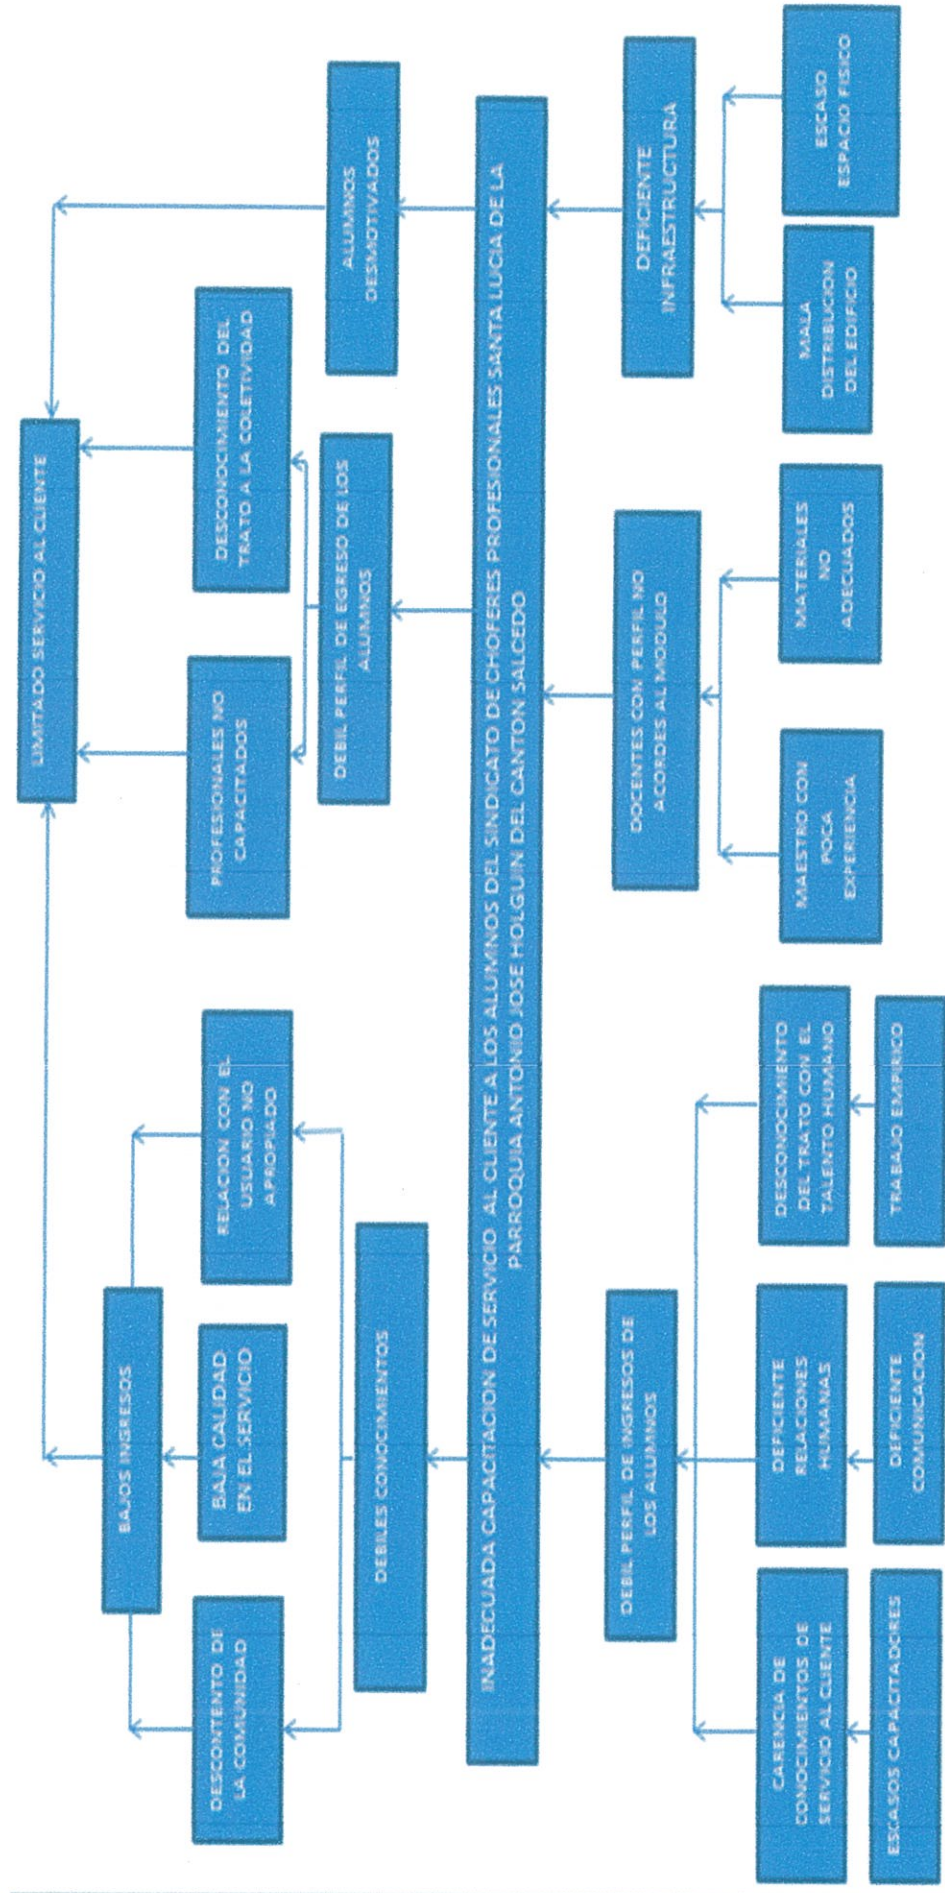 LIMITADO SERVICIO AL CLIENTE
BAJOS INGRESOS
DESCONTENTO DE
LA COMUNIDAD
BAJA CALIDAD
EN EL SERVICIO
RELACION CON EL
USUARIO NO
APROPIADO
PROFESIONALES NO
CAPACITADOS
DESCONOCIMIENTO DEL
TRATO A LA COLETIVIDAD
DEBILES CONOCIMIENTOS
DEBIL PERFIL DE EGRESO DE LOS
ALUMNOS
ALUMNOS
DESMOTIVADOS
INADECUADA CAPACITACION DE SERVICIO AL CLIENTE A LOS ALUMNOS DEL SINDICATO DE CHOFERES PROFESIONALES SANTA LUCIA DE LA
PARROQUIA ANTONIO JOSE HOLGUIN DEL CANTON SALCEDO
DEBIL PERFIL DE INGRESOS DE
LOS ALUMNOS
DOCENTES CON PERFIL NO
ACORDES AL MODULO
DEFICIENTE
INFRAESTRUCTURA
CARENCIA DE
CONOCIMIENTOS DE
SERVICIO AL CLIENTE
DEFICIENTE
RELACIONES
HUMANAS
DESCONOCIMIENTO
DEL TRATO CON EL
TALENTO HUMANO
MAESTRO CON
POCA
EXPERIENCIA
MATERIALES
NO
ADECUADOS
MALA
DISTRIBUCION
DEL EDIFICIO
ESCASO
ESPACIO FISICO
ESCASOS CAPACITADORES
DEFICIENTE
COMUNICACION
TRABAJO EMPIRICO